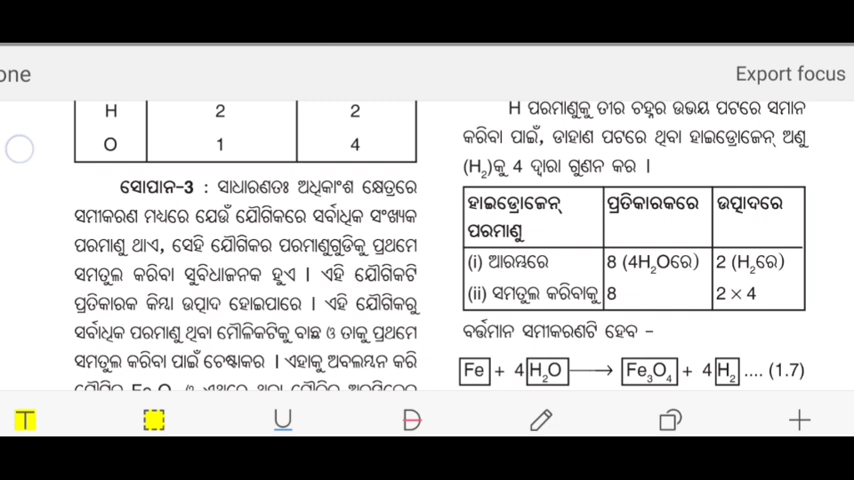 one
Export focus
H 2 2
O 1 4
ସୋପାନ-3 : ସାଧାରଣତଃ ଅଧିକାଂଶ କ୍ଷେତ୍ରରେ
ସମୀକରଣ ମଧ୍ୟରେ ଯେଉଁ ଯୌଗିକରେ ସର୍ବାଧିକ ସଂଖ୍ୟକ
ପରମାଣୁ ଥାଏ, ସେହି ଯୌଗିକର ପରମାଣୁଗୁଡିକୁ ପ୍ରଥମେ
ସମତୁଲ କରିବା ସୁବିଧାଜନକ ହୁଏ । ଏହି ଯୌଗିକଟି
ପ୍ରତିକାରକ କିମ୍ବା ଉତ୍ପାଦ ହୋଇପାରେ । ଏହି ଯୌଗିକରୁ
ସର୍ବାଧିକ ପରମାଣୁ ଥିବା ମୌଳିକଟିକୁ ବାଛ ଓ ତାକୁ ପ୍ରଥମେ
ସମତୁଲ କରିବା ପାଇଁ ଚେଷ୍ଟାକର । ଏହାକୁ ଅବଲମ୍ବନ କରି
H ପରମାଣୁକୁ ତୀର ଚହ୍ନର ଉଭୟ ପଟରେ ସମାନ
କରିବା ପାଇଁ, ଡାହାଣ ପଟରେ ଥିବା ହାଇଡ୍ରୋଜେନ୍ ଅଣୁ
(H₂)କୁ 4 ଦ୍ୱାରା ଗୁଣନ କର ।
ହାଇଡ୍ରୋଜେନ୍ ପ୍ରତିକାରକରେ ଉତ୍ପାଦରେ
ପରମାଣୁ
(i) ଆରମ୍ଭରେ 8 (4H₂Oରେ) 2 (H₂ରେ)
(ii) ସମତୁଲ କରିବାକୁ 8 2 × 4
ବର୍ତ୍ତମାନ ସମୀକରଣଟି ହେବ –
Fe + 4 H₂O → Fe₃O₄ + 4 H₂ .... (1.7)
T U D